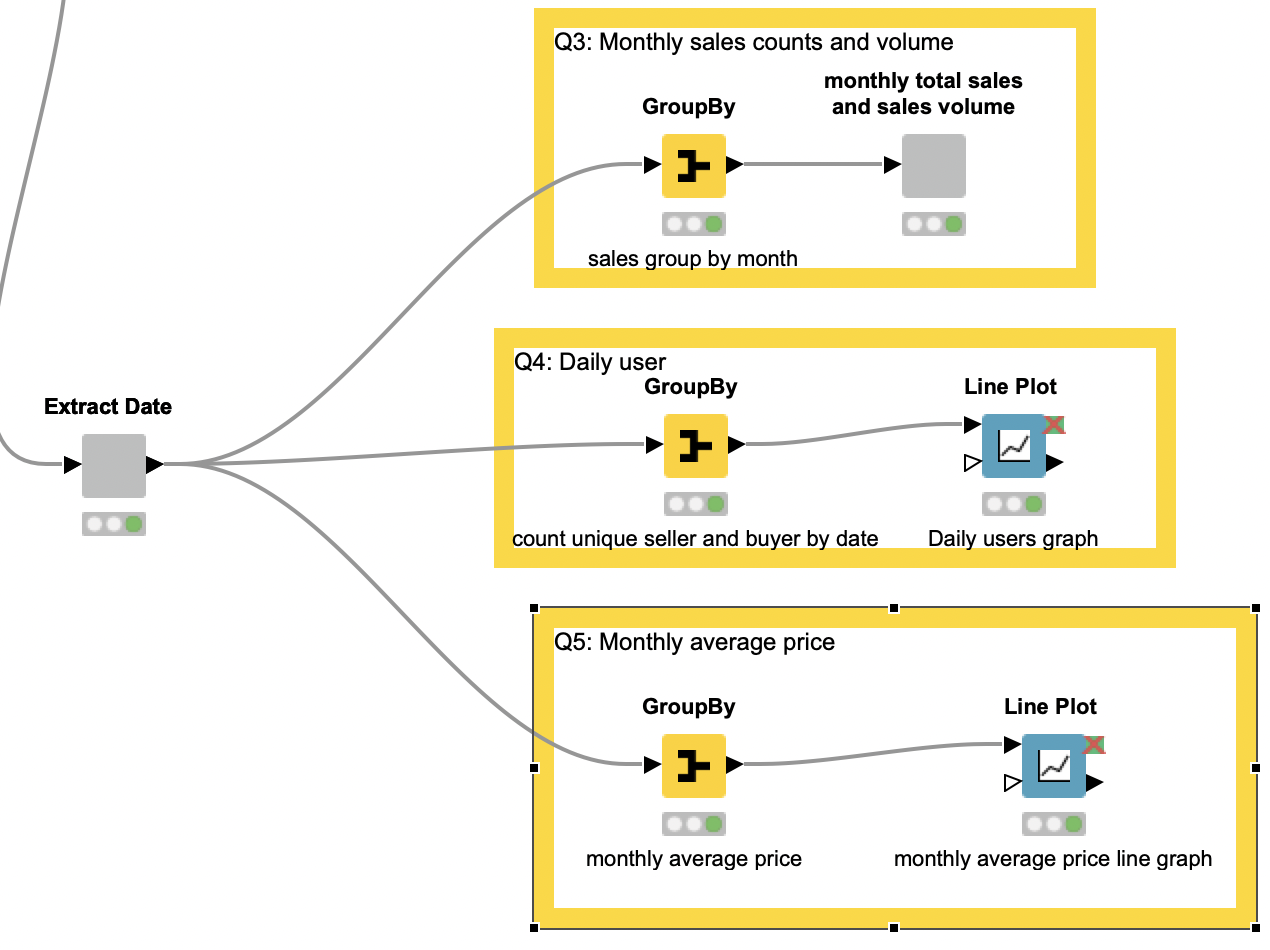 Q3: Monthly sales counts and volume
monthly total sales
and sales volume
GroupBy
sales group by month
Extract Date
Q4: Daily user
GroupBy
Line Plot
count unique seller and buyer by date
Daily users graph
Q5: Monthly average price
GroupBy
Line Plot
monthly average price
monthly average price line graph